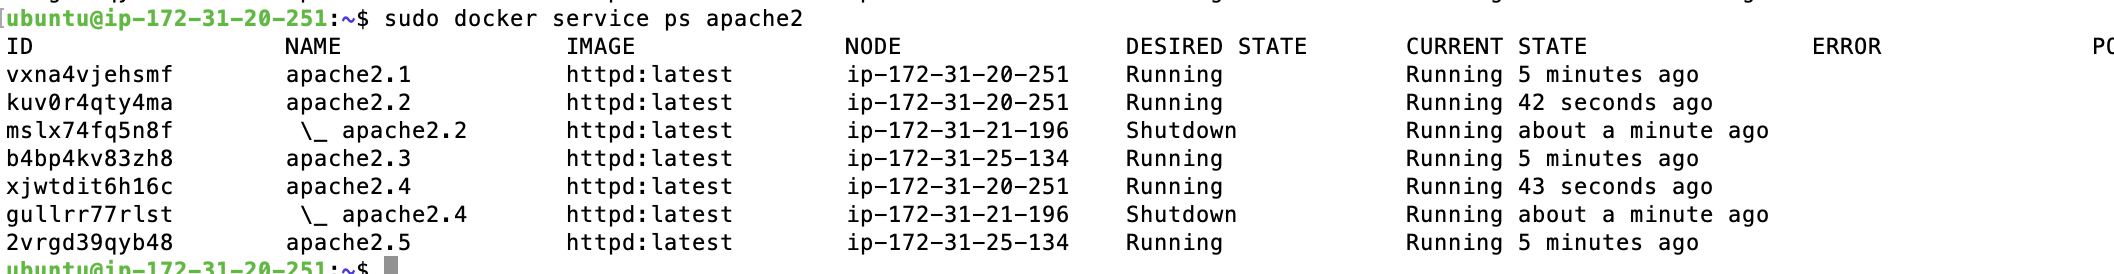 ubuntu@ip-172-31-20-251:~$ sudo docker service ps apache2
ID NAME IMAGE NODE DESIRED STATE CURRENT STATE ERROR
vxna4vjehsmf apache2.1 httpd:latest ip-172-31-20-251 Running Running 5 minutes ago
kuv0r4qty4ma apache2.2 httpd:latest ip-172-31-20-251 Running Running 42 seconds ago
mslx74fq5n8f \_ apache2.2 httpd:latest ip-172-31-21-196 Shutdown Running about a minute ago
b4bp4kv83zh8 apache2.3 httpd:latest ip-172-31-25-134 Running Running 5 minutes ago
xjwtdit6h16c apache2.4 httpd:latest ip-172-31-20-251 Running Running 43 seconds ago
gullrr77rlst \_ apache2.4 httpd:latest ip-172-31-21-196 Shutdown Running about a minute ago
2vrgd39qyb48 apache2.5 httpd:latest ip-172-31-25-134 Running Running 5 minutes ago
ubuntu@ip-172-31-20-251:~$